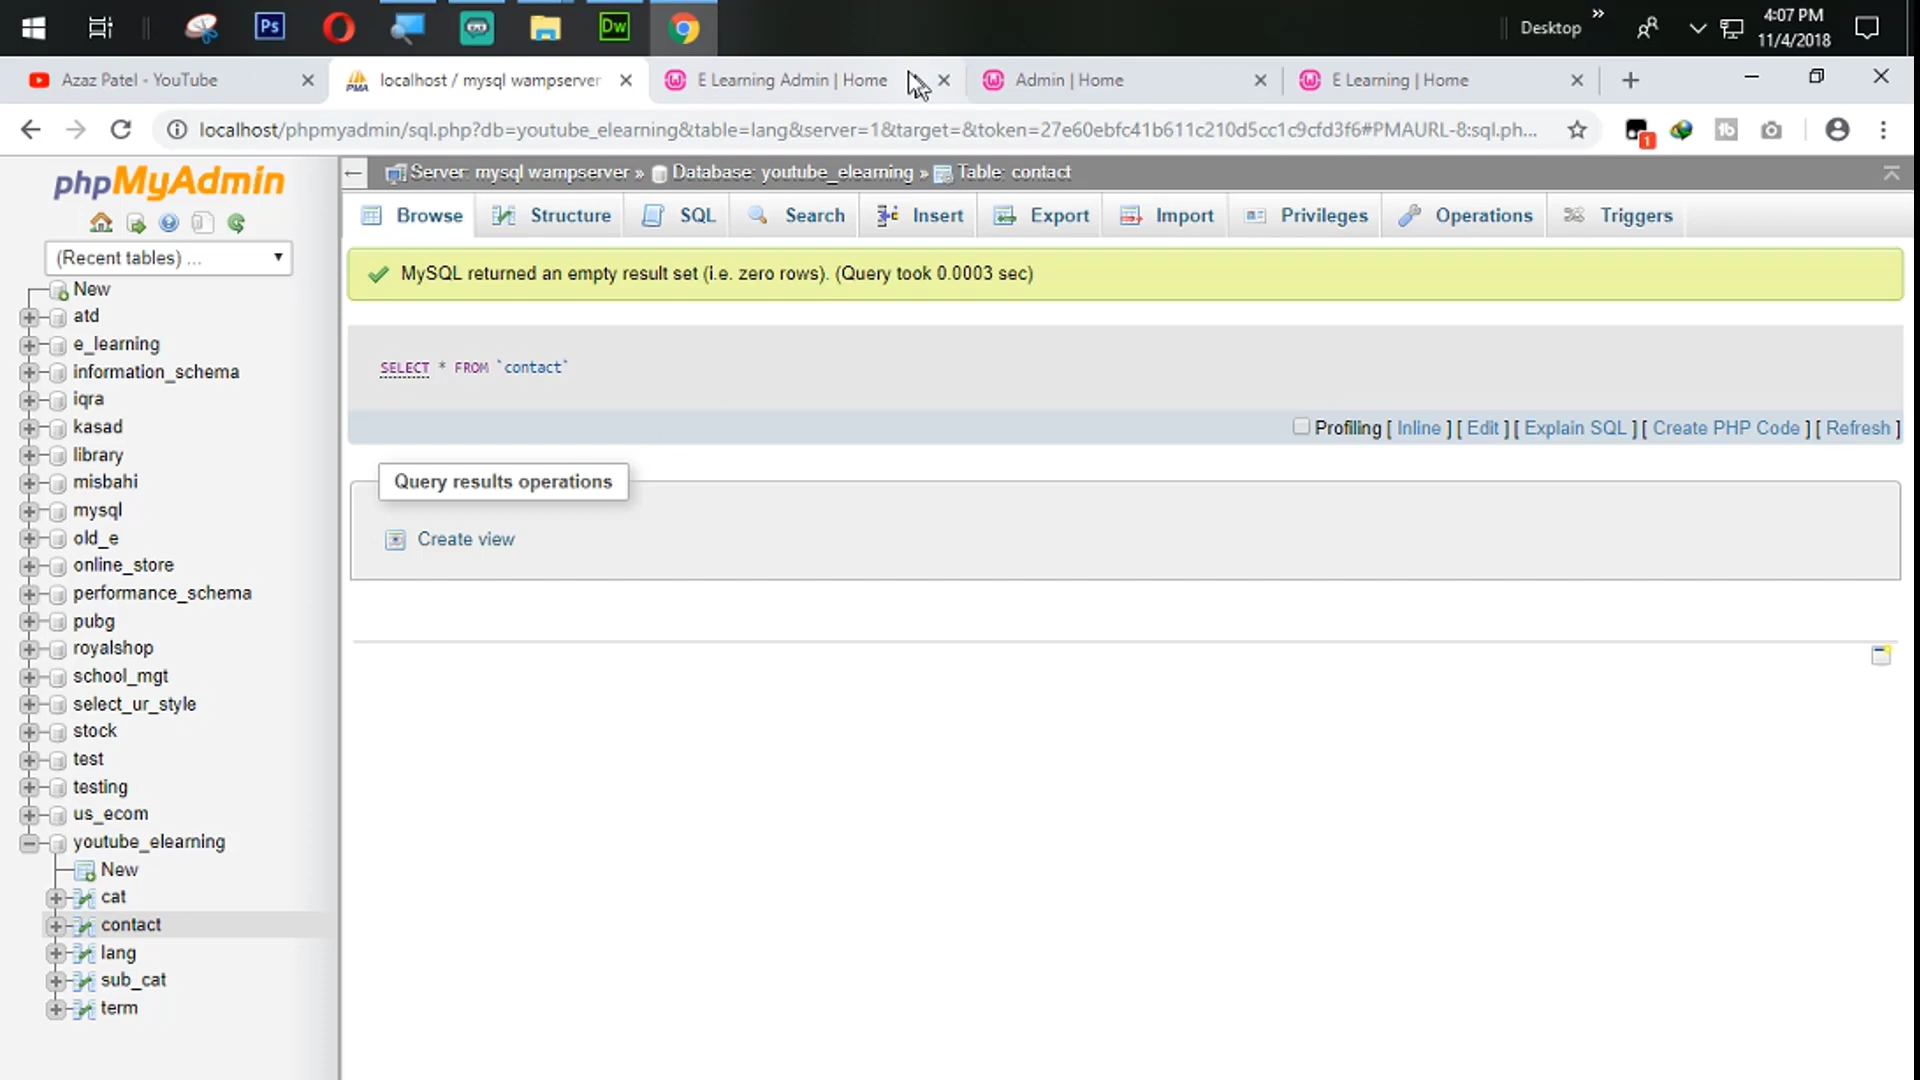 Ps
Dw
Desktop
»
4:07 PM
11/4/2018
Azaz Patel - YouTube
PMA
localhost / mysql wampserver
E Learning Admin | Home
Admin | Home
E Learning | Home
localhost/phpmyadmin/sql.php?db=youtube_elearning&table=lang&server=1&target=&token=27e60ebfc41b611c210d5cc1c9cfd3f6#PMAURL-8:sql.ph...
1
phpMyAdmin
Server: mysql wampserver » Database: youtube_elearning » Table: contact
Browse
Structure
SQL
Search
Insert
Export
Import
Privileges
Operations
Triggers
(Recent tables) ...
MySQL returned an empty result set (i.e. zero rows). (Query took 0.0003 sec)
SELECT * FROM `contact`
Profiling [ Inline ] [ Edit ] [ Explain SQL ] [ Create PHP Code ] [ Refresh ]
Query results operations
Create view
New
atd
e_learning
information_schema
iqra
kasad
library
misbahi
mysql
old_e
online_store
performance_schema
pubg
royalshop
school_mgt
select_ur_style
stock
test
testing
us_ecom
youtube_elearning
New
cat
contact
lang
sub_cat
term